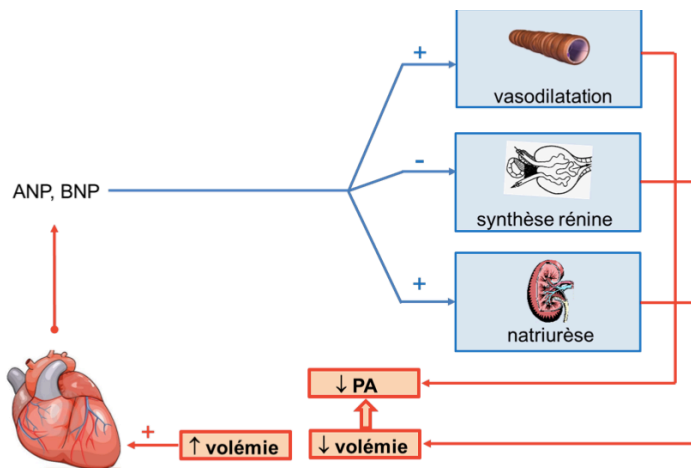 +
vasodilatation
-
ANP, BNP
synthèse rénine
+
natriurèse
↓ PA
+
↑ volémie
↓ volémie